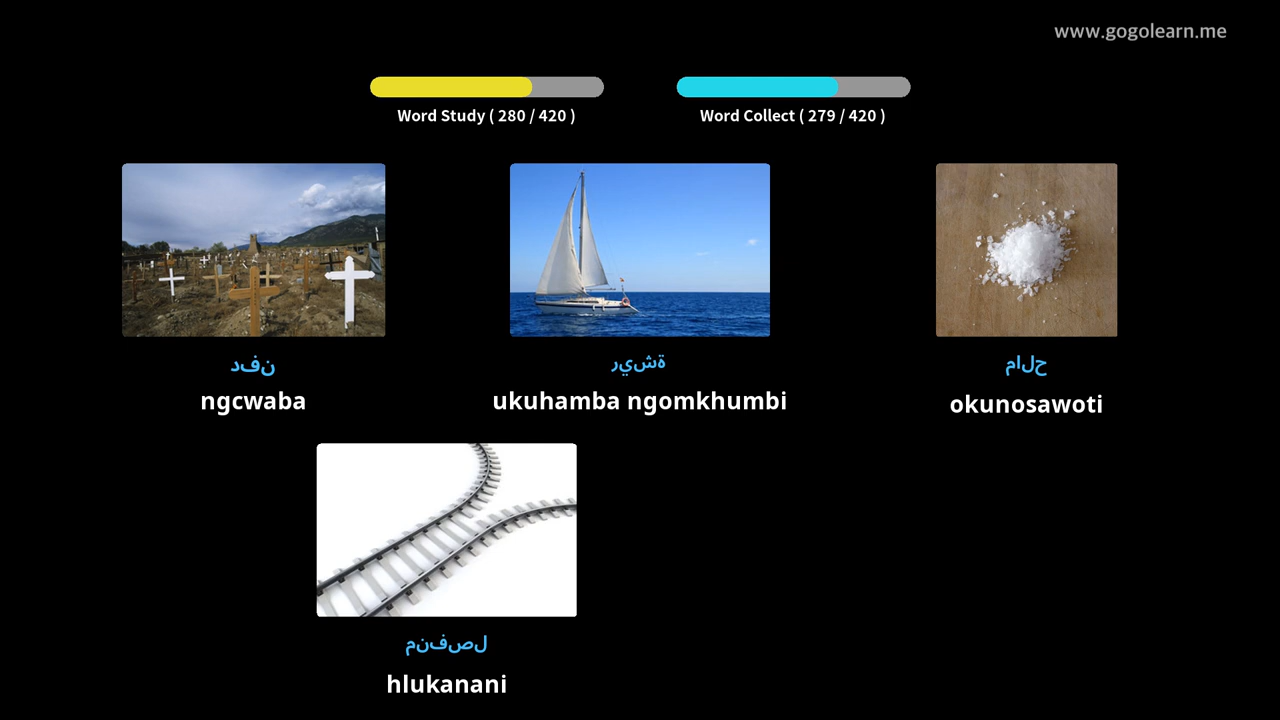 www.gogolearn.me
Word Study ( 280 / 420 )
Word Collect ( 279 / 420 )
دفن
ngcwaba
ريشة
ukuhamba ngomkhumbi
مالح
okunosawoti
منفصل
hlukanani